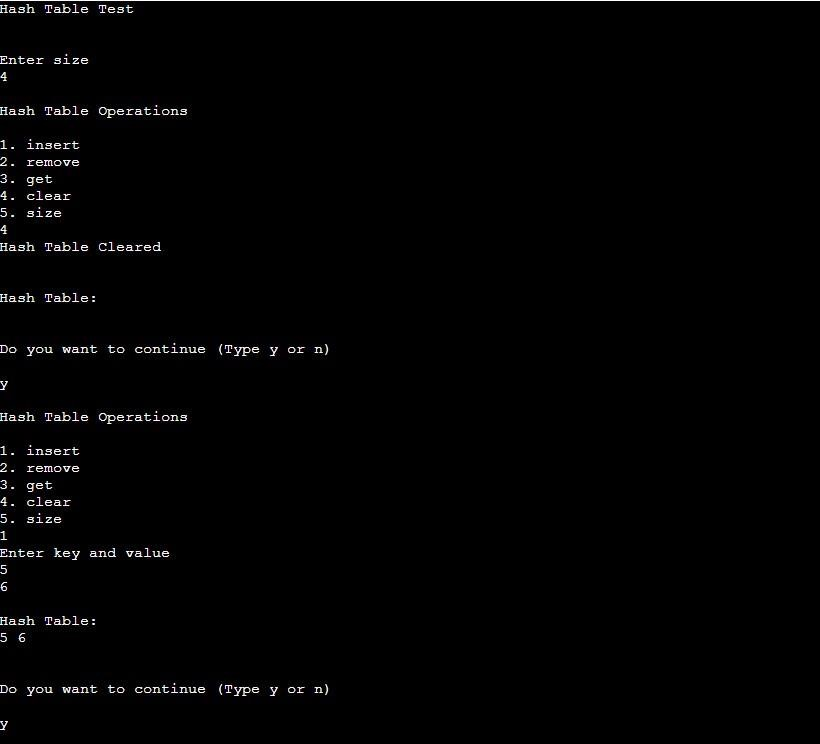 Hash Table Test
Enter size
4
Hash Table Operations
1. insert
2. remove
3. get
4. clear
5. size
4
Hash Table Cleared
Hash Table:
Do you want to continue (Type y or n)
y
Hash Table Operations
1. insert
2. remove
3. get
4. clear
5. size
1
Enter key and value
5
6
Hash Table:
5 6
Do you want to continue (Type y or n)
y